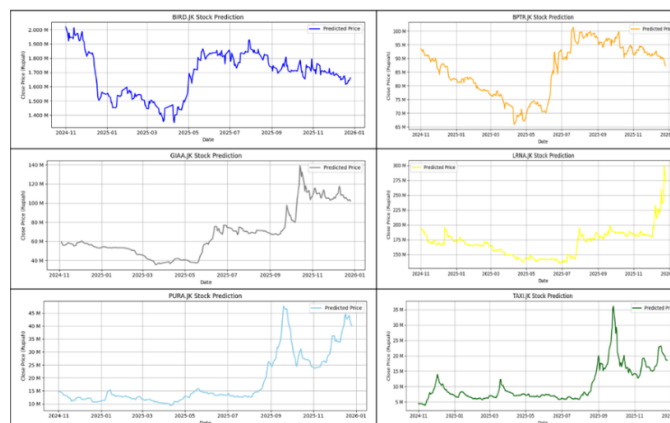 BIRD.JK Stock Prediction
Close Price (Rupiah)
2.000 M
1.900 M
1.800 M
1.700 M
1.600 M
1.500 M
1.400 M
Predicted Price
2024-11 2025-01 2025-03 2025-05 2025-07 2025-09 2025-11 2026-01
Date
BPTR.JK Stock Prediction
Close Price (Rupiah)
100 M
95 M
90 M
85 M
80 M
75 M
70 M
65 M
Predicted Price
2024-11 2025-01 2025-03 2025-05 2025-07 2025-09 2025-11 2026
Date
GIAA.JK Stock Prediction
Close Price (Rupiah)
140 M
120 M
100 M
80 M
60 M
40 M
Predicted Price
2024-11 2025-01 2025-03 2025-05 2025-07 2025-09 2025-11 2026-01
Date
LRNA.JK Stock Prediction
Close Price (Rupiah)
300 M
275 M
250 M
225 M
200 M
175 M
150 M
Predicted Price
2024-11 2025-01 2025-03 2025-05 2025-07 2025-09 2025-11 2026
Date
PURA.JK Stock Prediction
Close Price (Rupiah)
45 M
40 M
35 M
30 M
25 M
20 M
15 M
10 M
Predicted Price
2024-11 2025-01 2025-03 2025-05 2025-07 2025-09 2025-11 2026-01
Date
TAXI.JK Stock Prediction
Close Price (Rupiah)
35 M
30 M
25 M
20 M
15 M
10 M
5 M
Predicted Pri
2024-11 2025-01 2025-03 2025-05 2025-07 2025-09 2025-11 2026
Date